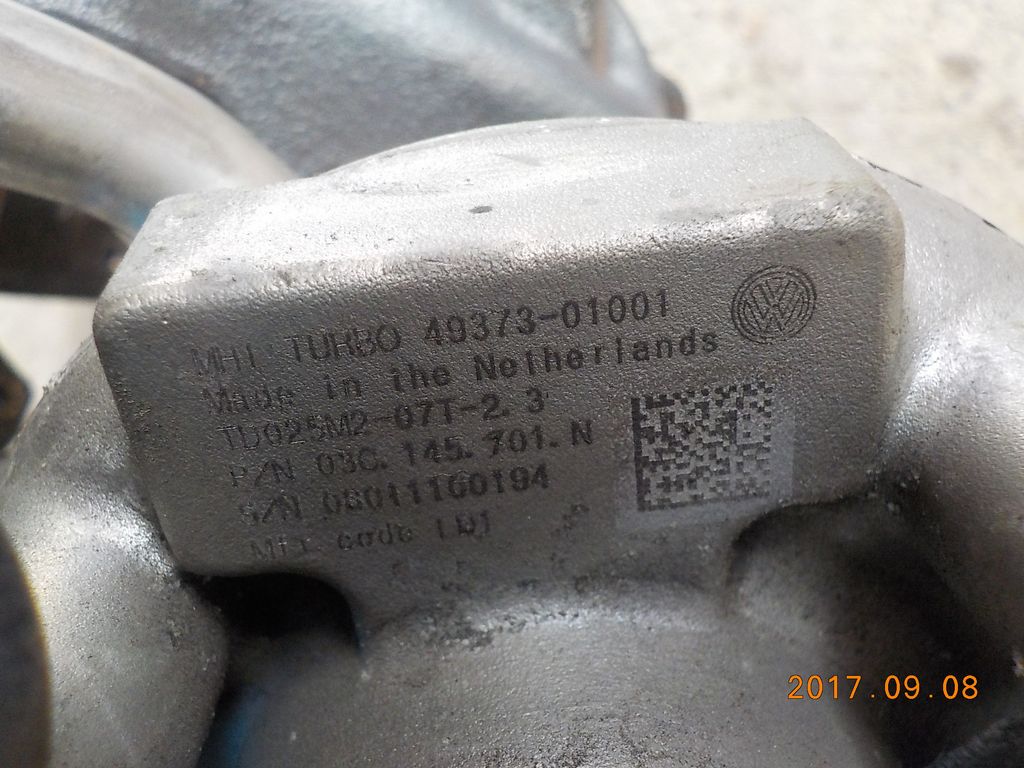 MHI TURBO 49373-01001
Made in the Netherlands
TD025M2-07T-2.3
P/N 03C.145.701.N
S/N 08011160194
Mfr code LDJ
2017.09.08